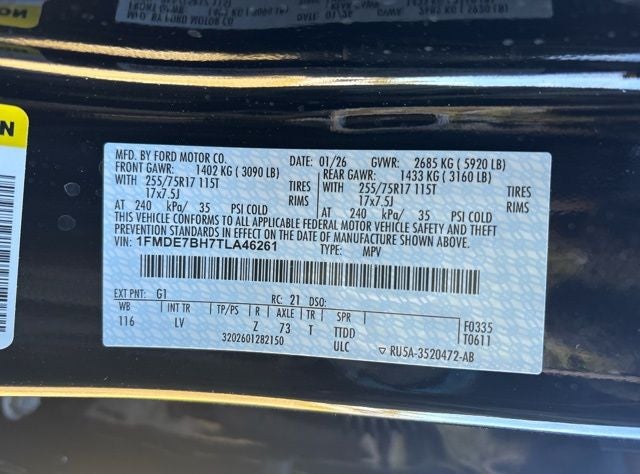 MFD. BY FORD MOTOR CO.
DATE: 01/26 GVWR: 2685 KG ( 5920 LB)
FRONT GAWR: 1402 KG ( 3090 LB)
REAR GAWR: 1433 KG ( 3160 LB)
WITH 255/75R17 115T TIRES
17x7.5J RIMS
AT 240 kPa/ 35 PSI COLD
WITH 255/75R17 115T TIRES
17x7.5J RIMS
AT 240 kPa/ 35 PSI COLD
THIS VEHICLE CONFORMS TO ALL APPLICABLE FEDERAL MOTOR VEHICLE SAFETY AND THEFT
PREVENTION STANDARDS IN EFFECT ON THE DATE OF MANUFACTURE SHOWN ABOVE.
VIN: 1FMDE7BH7TLA46261
TYPE: MPV
EXT PNT: G1 RC: 21 DSO:
WB INT TR TP/PS R AXLE TR SPR
116 LV Z 73 T TTDD
ULC
F0335
T0611
3202601282150
RU5A-3520472-AB